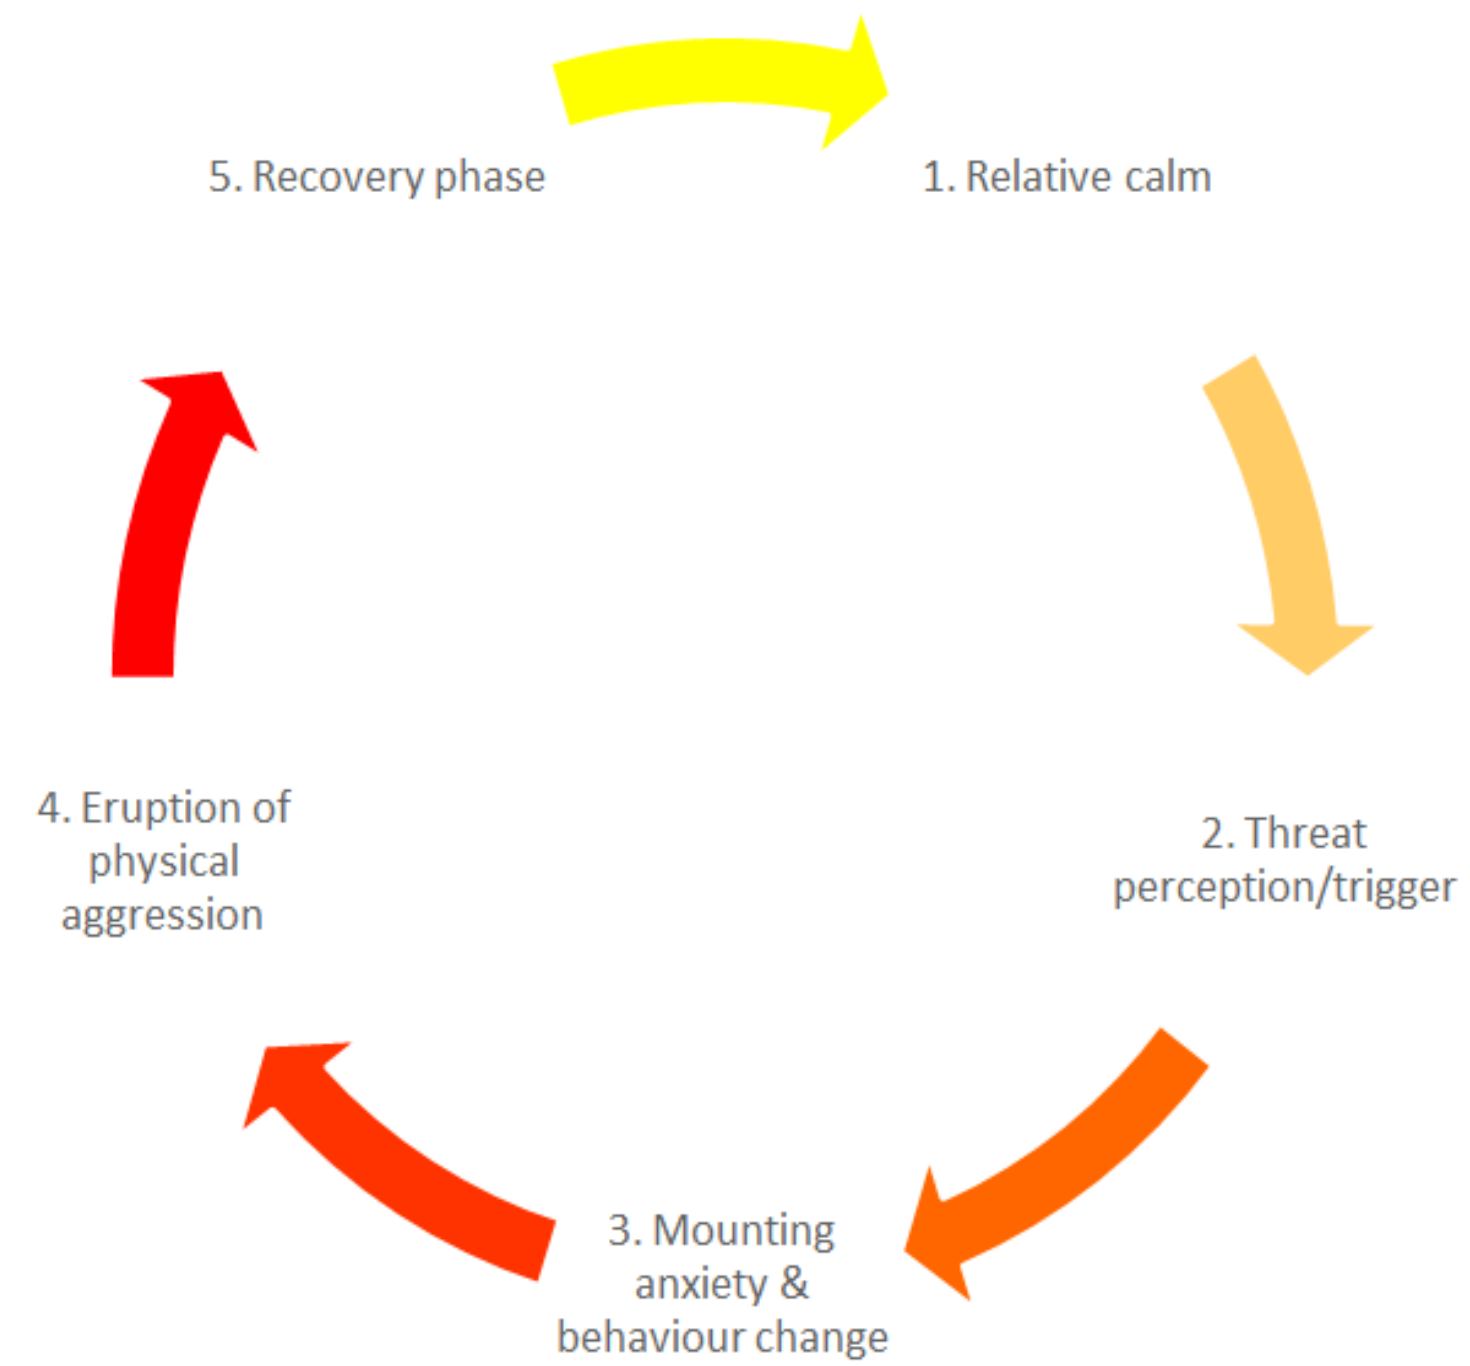 1. Relative calm
2. Threat
perception/trigger
3. Mounting
anxiety &
behaviour change
4. Eruption of
physical
aggression
5. Recovery phase